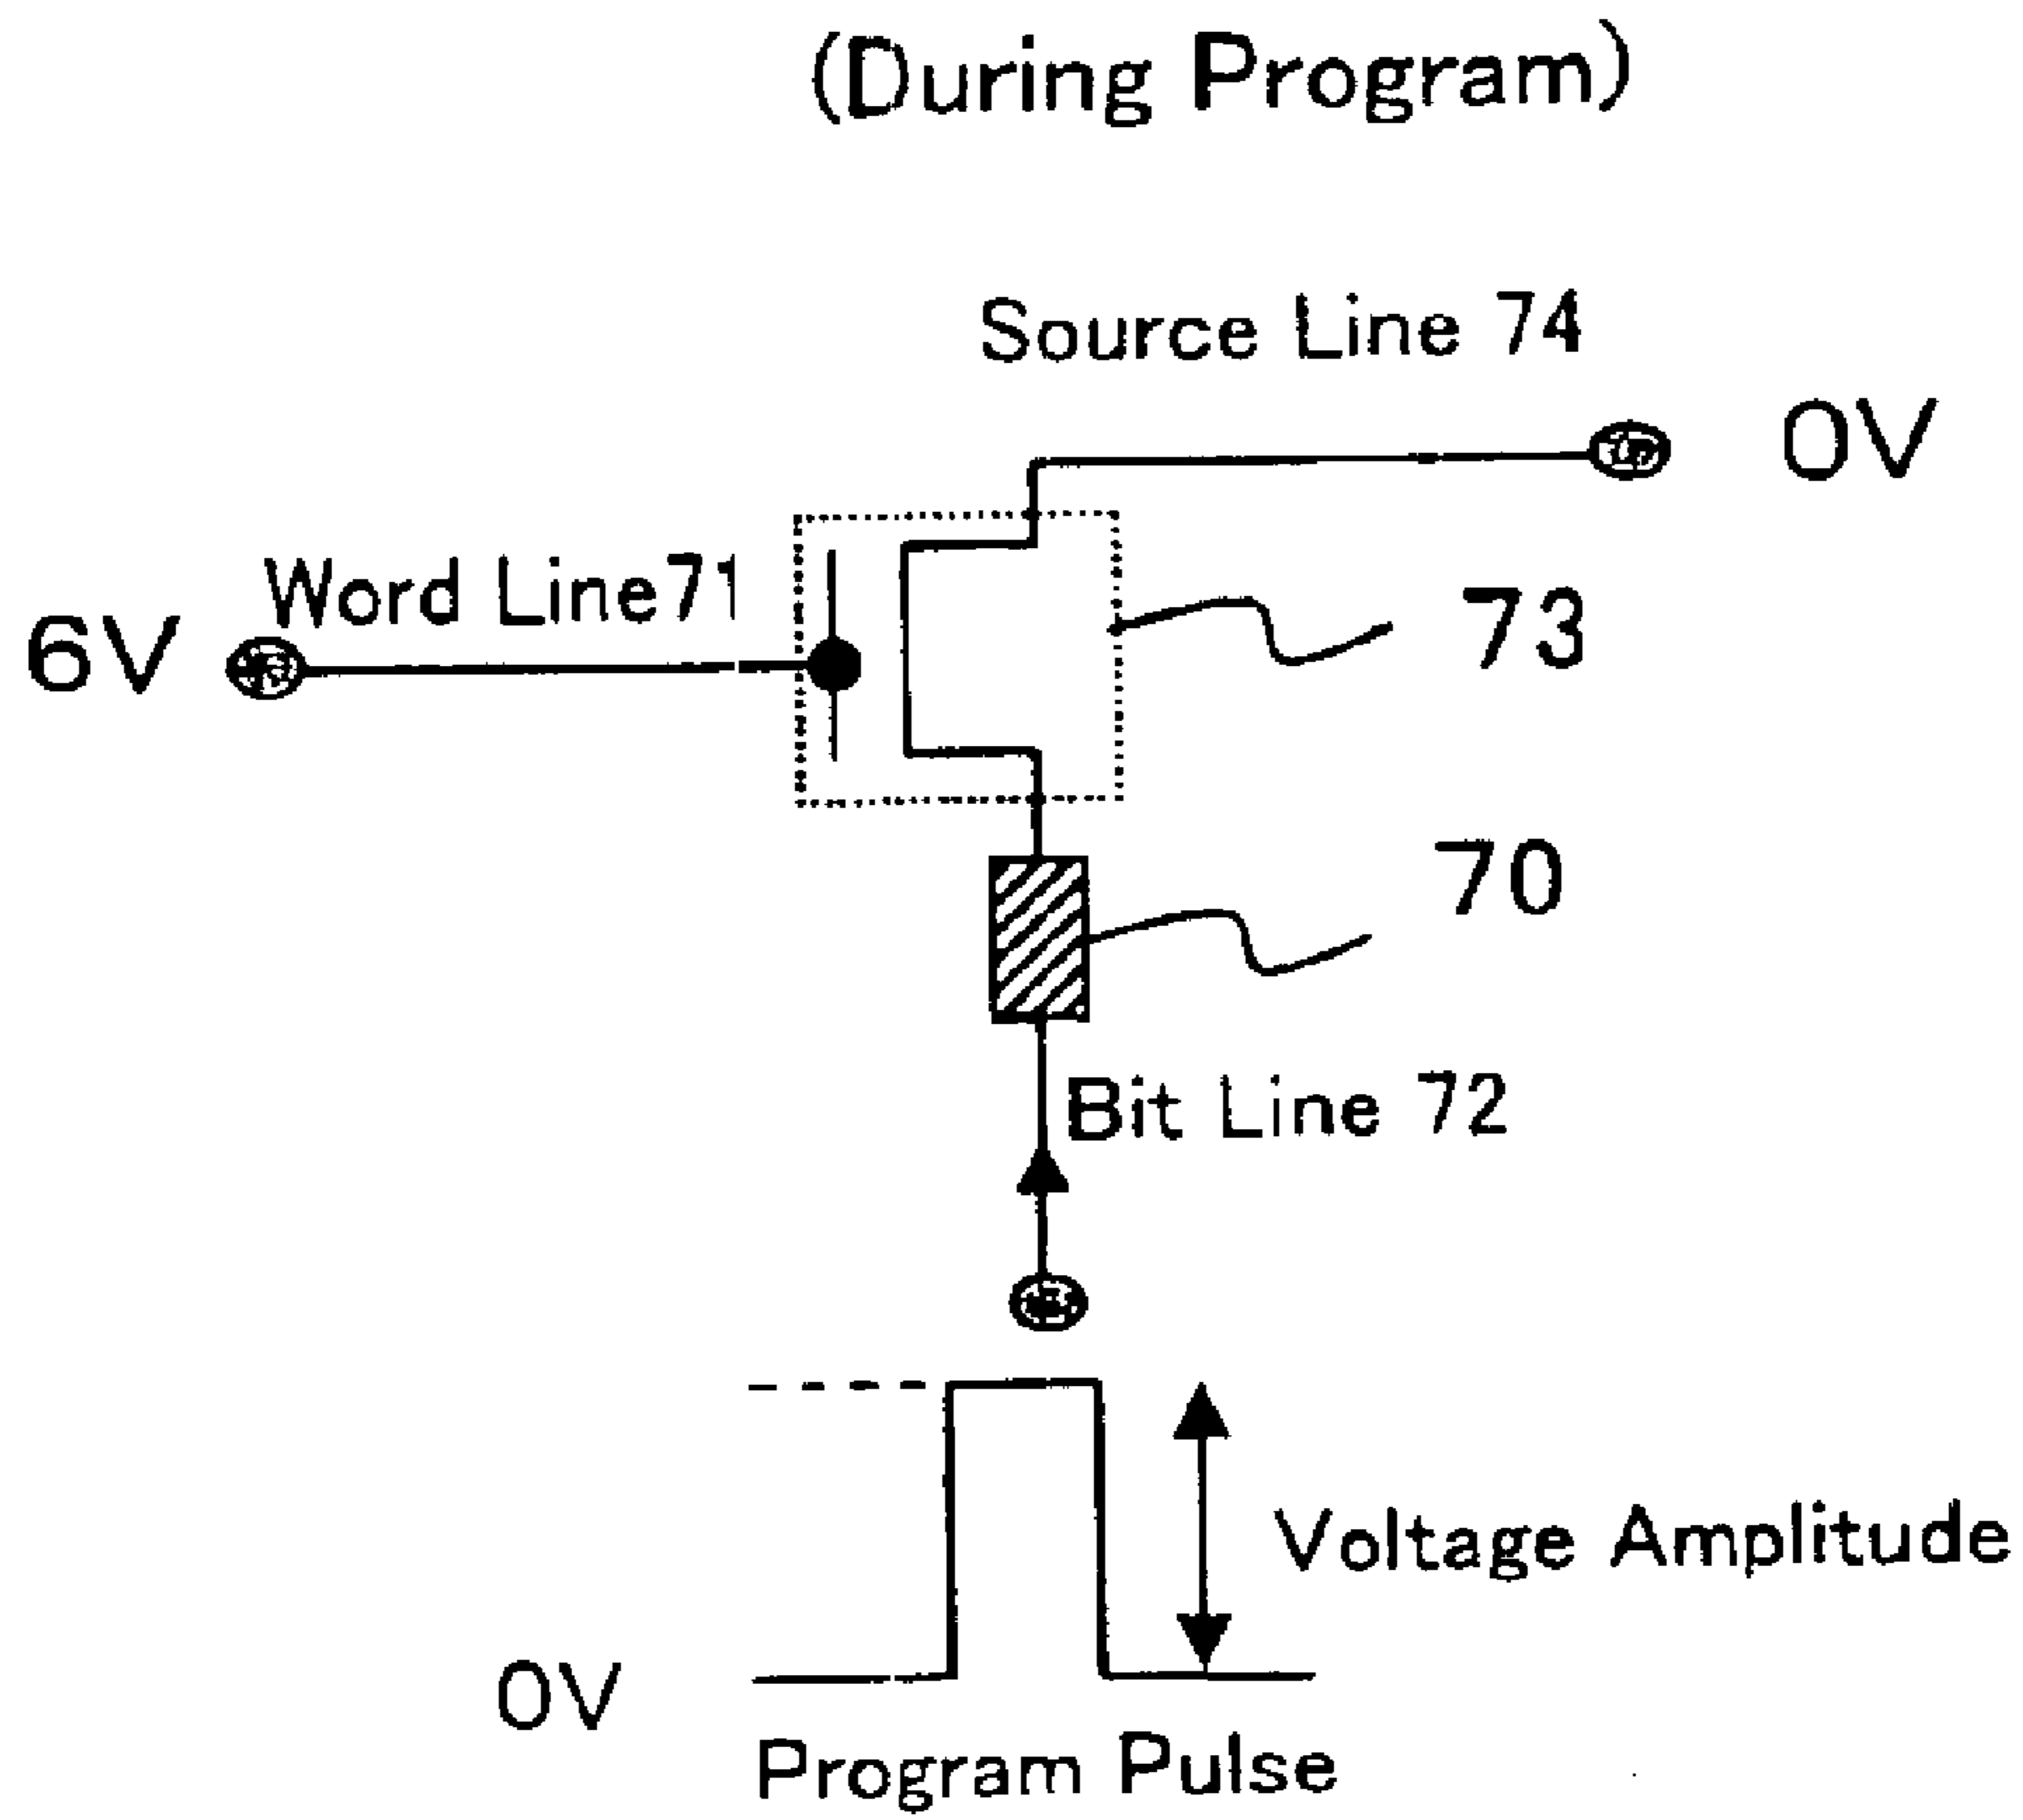 (During Program)
Source Line 74
0V
Word Line71
6V
73
70
Bit Line 72
Voltage Amplitude
0V
Program Pulse